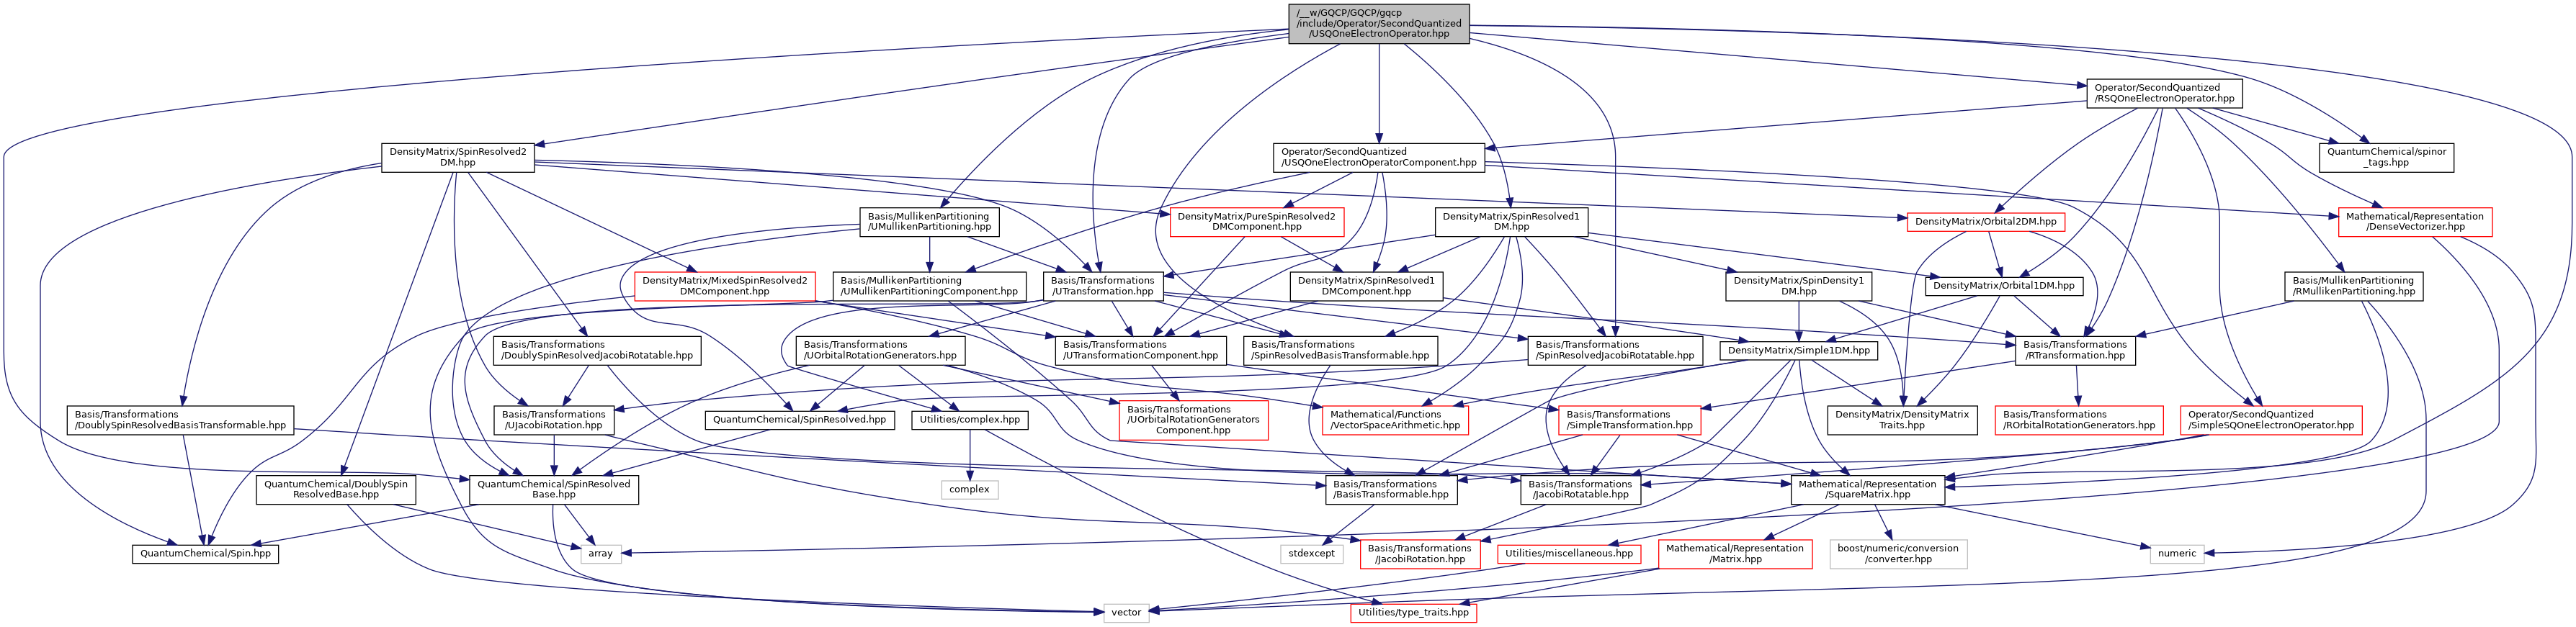 /__w/GQCP/GQCP/gqcp
/include/Operator/SecondQuantized
/USQOneElectronOperator.hpp
Operator/SecondQuantized
/RSQOneElectronOperator.hpp
DensityMatrix/SpinResolved2
DM.hpp
Operator/SecondQuantized
/USQOneElectronOperatorComponent.hpp
QuantumChemical/spinor
_tags.hpp
Basis/MullikenPartitioning
/UMullikenPartitioning.hpp
DensityMatrix/PureSpinResolved2
DMComponent.hpp
DensityMatrix/SpinResolved1
DM.hpp
DensityMatrix/Orbital2DM.hpp
Mathematical/Representation
/DenseVectorizer.hpp
DensityMatrix/MixedSpinResolved2
DMComponent.hpp
Basis/MullikenPartitioning
/UMullikenPartitioningComponent.hpp
Basis/Transformations
/UTransformation.hpp
DensityMatrix/SpinResolved1
DMComponent.hpp
DensityMatrix/SpinDensity1
DM.hpp
DensityMatrix/Orbital1DM.hpp
Basis/MullikenPartitioning
/RMullikenPartitioning.hpp
Basis/Transformations
/DoublySpinResolvedJacobiRotatable.hpp
Basis/Transformations
/UOrbitalRotationGenerators.hpp
Basis/Transformations
/UTransformationComponent.hpp
Basis/Transformations
/SpinResolvedBasisTransformable.hpp
Basis/Transformations
/SpinResolvedJacobiRotatable.hpp
DensityMatrix/Simple1DM.hpp
Basis/Transformations
/RTransformation.hpp
Basis/Transformations
/DoublySpinResolvedBasisTransformable.hpp
Basis/Transformations
/UJacobiRotation.hpp
QuantumChemical/SpinResolved.hpp
Utilities/complex.hpp
Basis/Transformations
/UOrbitalRotationGenerators
Component.hpp
Mathematical/Functions
/VectorSpaceArithmetic.hpp
Basis/Transformations
/SimpleTransformation.hpp
DensityMatrix/DensityMatrix
Traits.hpp
Basis/Transformations
/ROrbitalRotationGenerators.hpp
Operator/SecondQuantized
/SimpleSQOneElectronOperator.hpp
QuantumChemical/DoublySpin
ResolvedBase.hpp
QuantumChemical/SpinResolved
Base.hpp
complex
Basis/Transformations
/BasisTransformable.hpp
Basis/Transformations
/JacobiRotatable.hpp
Mathematical/Representation
/SquareMatrix.hpp
QuantumChemical/Spin.hpp
array
stdexcept
Basis/Transformations
/JacobiRotation.hpp
Utilities/miscellaneous.hpp
Mathematical/Representation
/Matrix.hpp
boost/numeric/conversion
/converter.hpp
numeric
vector
Utilities/type_traits.hpp